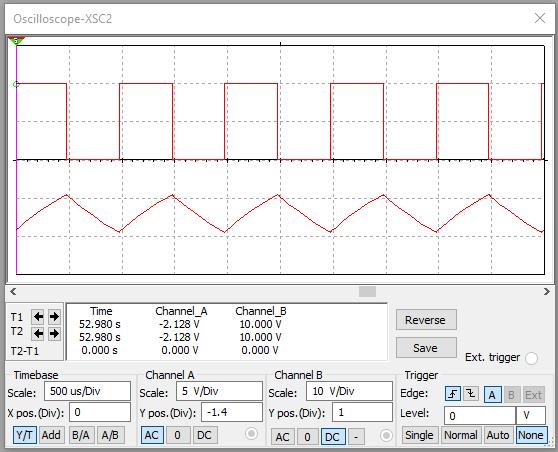 Oscilloscope-XSC2
T1
T2
T2-T1
Time Channel_A Channel_B
52.980 s -2.128 V 10.000 V
52.980 s -2.128 V 10.000 V
0.000 s 0.000 V 0.000 V
Reverse
Save
Ext. trigger
Timebase
Scale: 500 us/Div
X pos.(Div): 0
Y/T Add B/A A/B
Channel A
Scale: 5 V/Div
Y pos.(Div): -1.4
AC 0 DC
Channel B
Scale: 10 V/Div
Y pos.(Div): 1
AC 0 DC -
Trigger
Edge: A B Ext
Level: 0 V
Single Normal Auto None